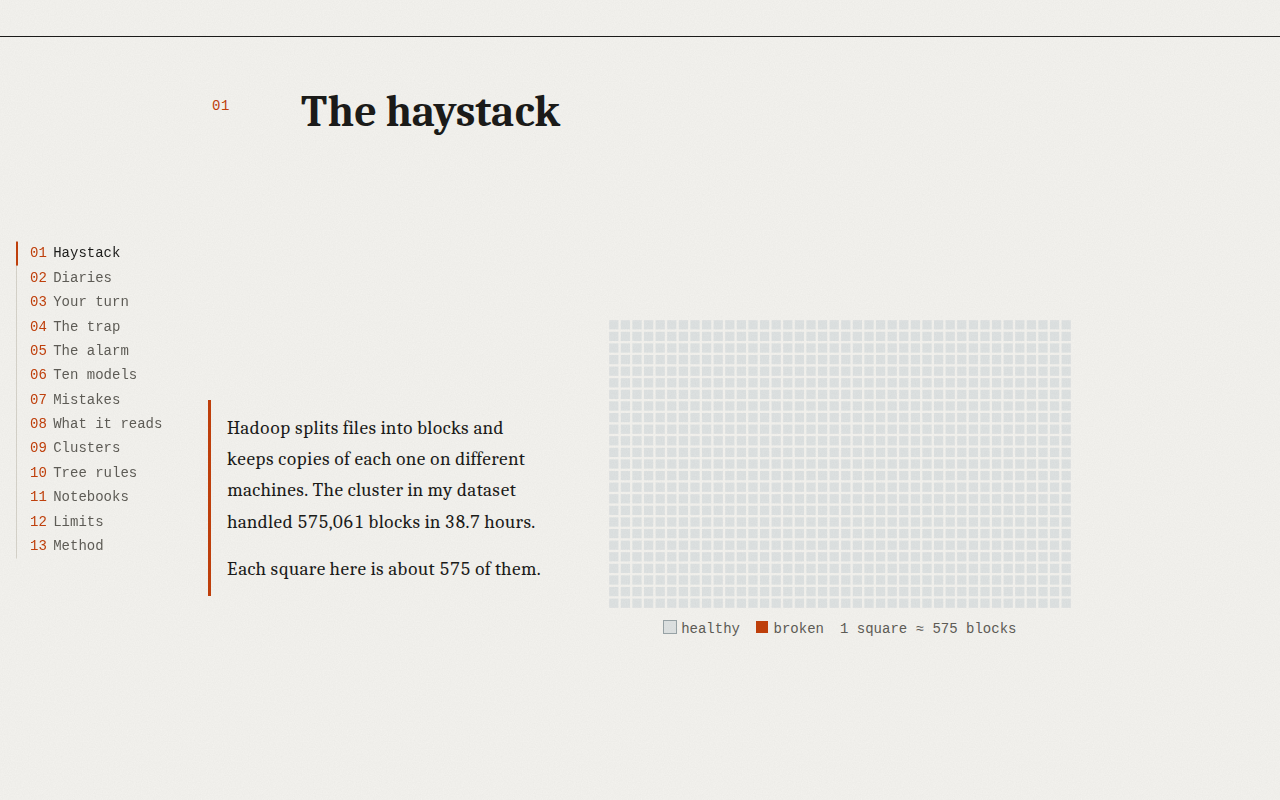 01
The haystack
01 Haystack
02 Diaries
03 Your turn
04 The trap
05 The alarm
06 Ten models
07 Mistakes
08 What it reads
09 Clusters
10 Tree rules
11 Notebooks
12 Limits
13 Method
Hadoop splits files into blocks and
keeps copies of each one on different
machines. The cluster in my dataset
handled 575,061 blocks in 38.7 hours.
Each square here is about 575 of them.
healthy broken 1 square ≈ 575 blocks